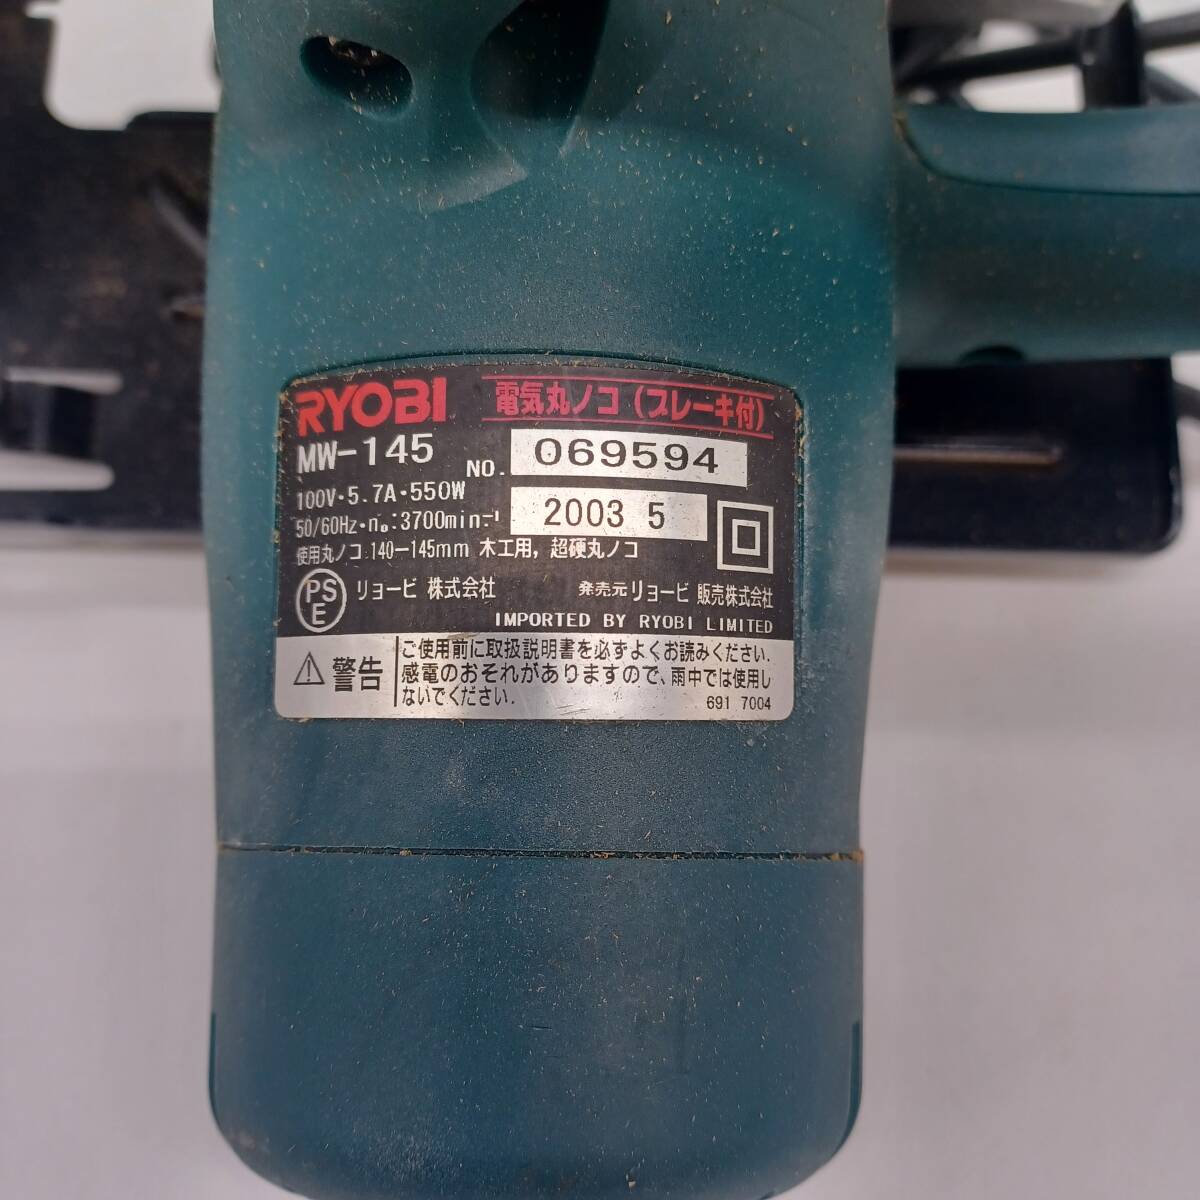 RYOBI 電気丸ノコ(ブレーキ付)
MW-145 NO. 069594
100V・5.7A・550W
50/60Hz・n₀:3700min⁻¹ 2003 5
使用丸ノコ 140-145mm 木工用, 超硬丸ノコ
PSE リョービ 株式会社 発売元 リョービ 販売株式会社
IMPORTED BY RYOBI LIMITED
警告 ご使用前に取扱説明書を必ずよくお読みください.
感電のおそれがありますので、雨中では使用し
ないでください.
691 7004